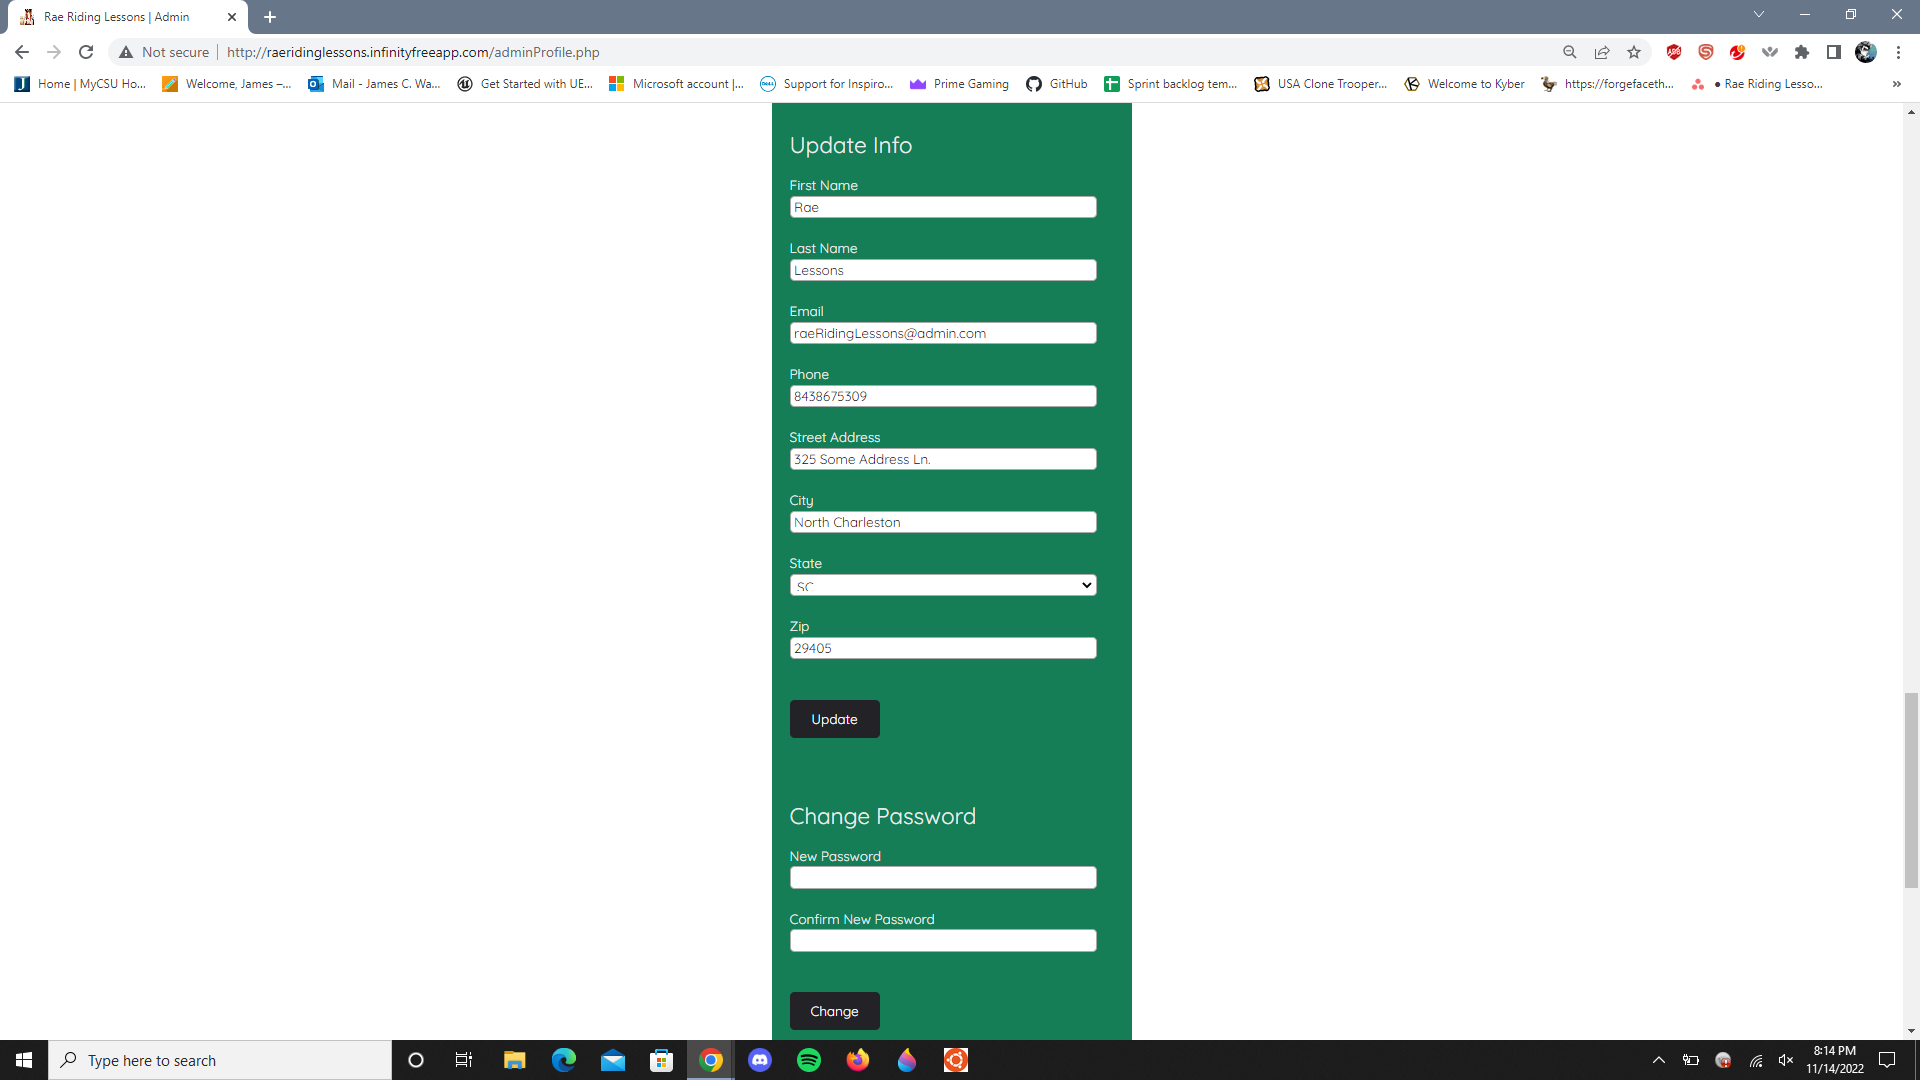 Rae Riding Lessons | Admin
Not secure
http://raeridinglessons.infinityfreeapp.com/adminProfile.php
Home | MyCSU Ho...
Welcome, James –...
Mail - James C. Wa...
Get Started with UE...
Microsoft account |...
Support for Inspiro...
Prime Gaming
GitHub
Sprint backlog tem...
USA Clone Trooper...
Welcome to Kyber
https://forgefaceth...
● Rae Riding Lesso...
»
Update Info
First Name
Rae
Last Name
Lessons
Email
raeRidingLessons@admin.com
Phone
8438675309
Street Address
325 Some Address Ln.
City
North Charleston
State
SC
Zip
29405
Update
Change Password
New Password
Confirm New Password
Change
Type here to search
8:14 PM
11/14/2022